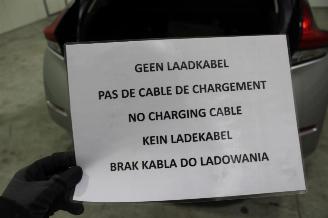 GEEN LAADKABEL
PAS DE CABLE DE CHARGEMENT
NO CHARGING CABLE
KEIN LADEKABEL
BRAK KABLA DO LADOWANIA